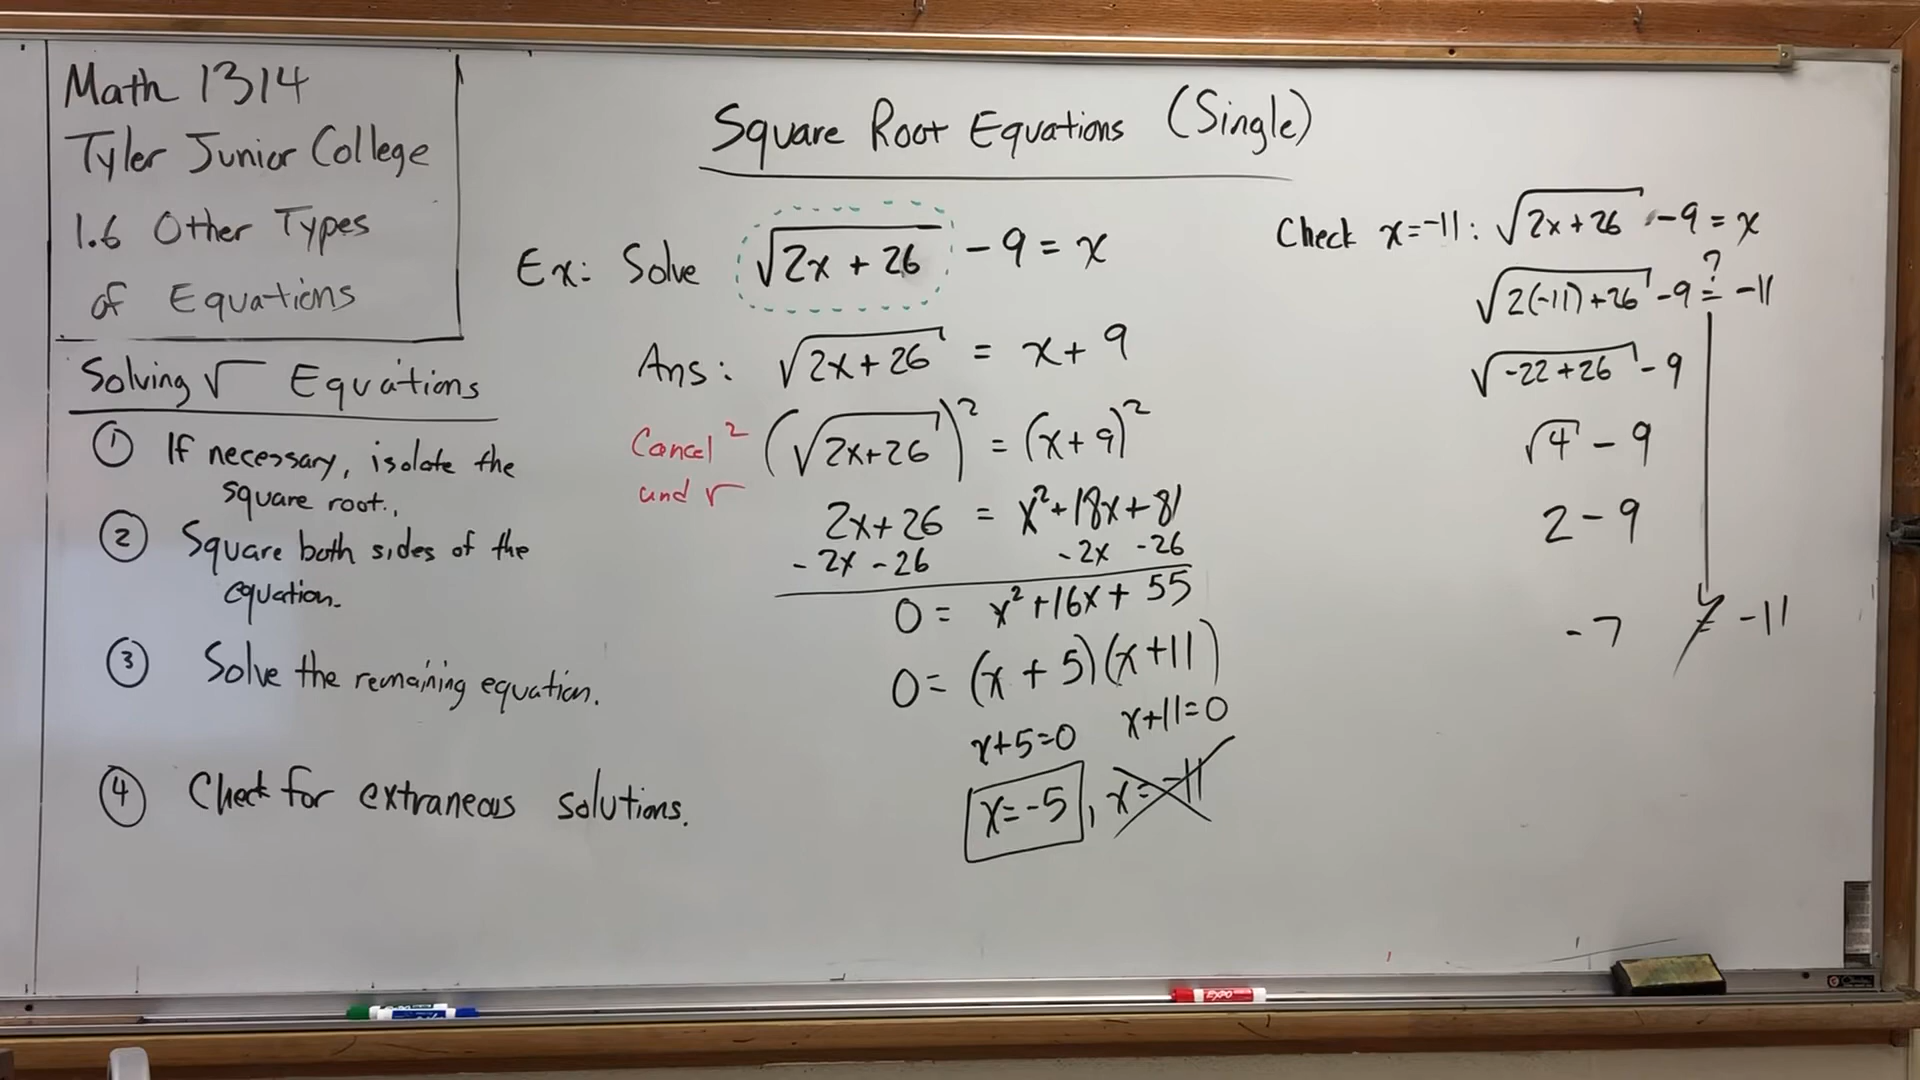 Math 1314
Tyler Junior College
1.6 Other Types
of Equations
Solving √ Equations
① If necessary, isolate the
square root.
② Square both sides of the
equation.
③ Solve the remaining equation.
④ Check for extraneous solutions.
Square Root Equations (Single)
Ex: Solve √(2x + 26) - 9 = x
Ans: √(2x + 26) = x + 9
Cancel ²
and √
(√(2x+26))² = (x + 9)²
2x + 26 = x² + 18x + 81
- 2x - 26 - 2x - 26
0 = x² + 16x + 55
0 = (x + 5)(x + 11)
x+5=0 x+11=0
x=-5, x=-11
Check x=-11: √(2x + 26) - 9 = x
√(2(-11)+26) - 9 ≟ -11
√(-22+26) - 9
√4 - 9
2 - 9
-7 ≠ -11
EXPO